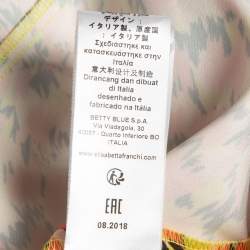 デザイン :
イタリア製、原産国
: イタリア製
Σχεδιάστηκε και
κατασκευάστηκε στην
Ιταλία
意大利设计及制造
Dirancang dan dibuat
di Italia
desenhado e
fabricado na Itália
BETTY BLUE S.p.A
Via Viadagola, 30
40057 - Quarto Inferiore BO
ITALIA
www.elisabettafranchi.com
EAC
08.2018